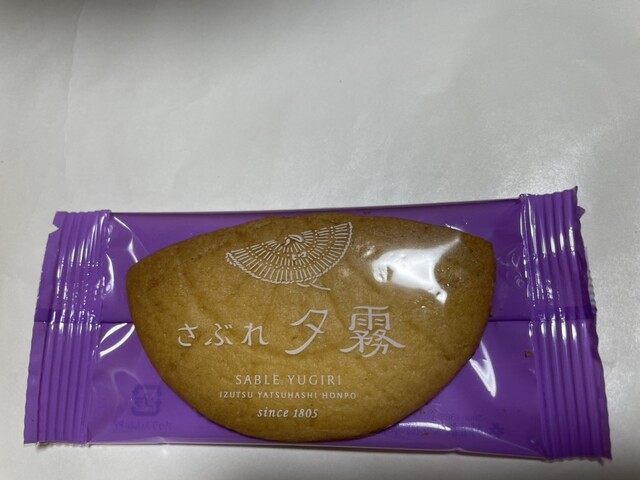 さぶれ 夕霧
SABLE YUGIRI
IZUTSU YATSUHASHI HONPO
since 1805